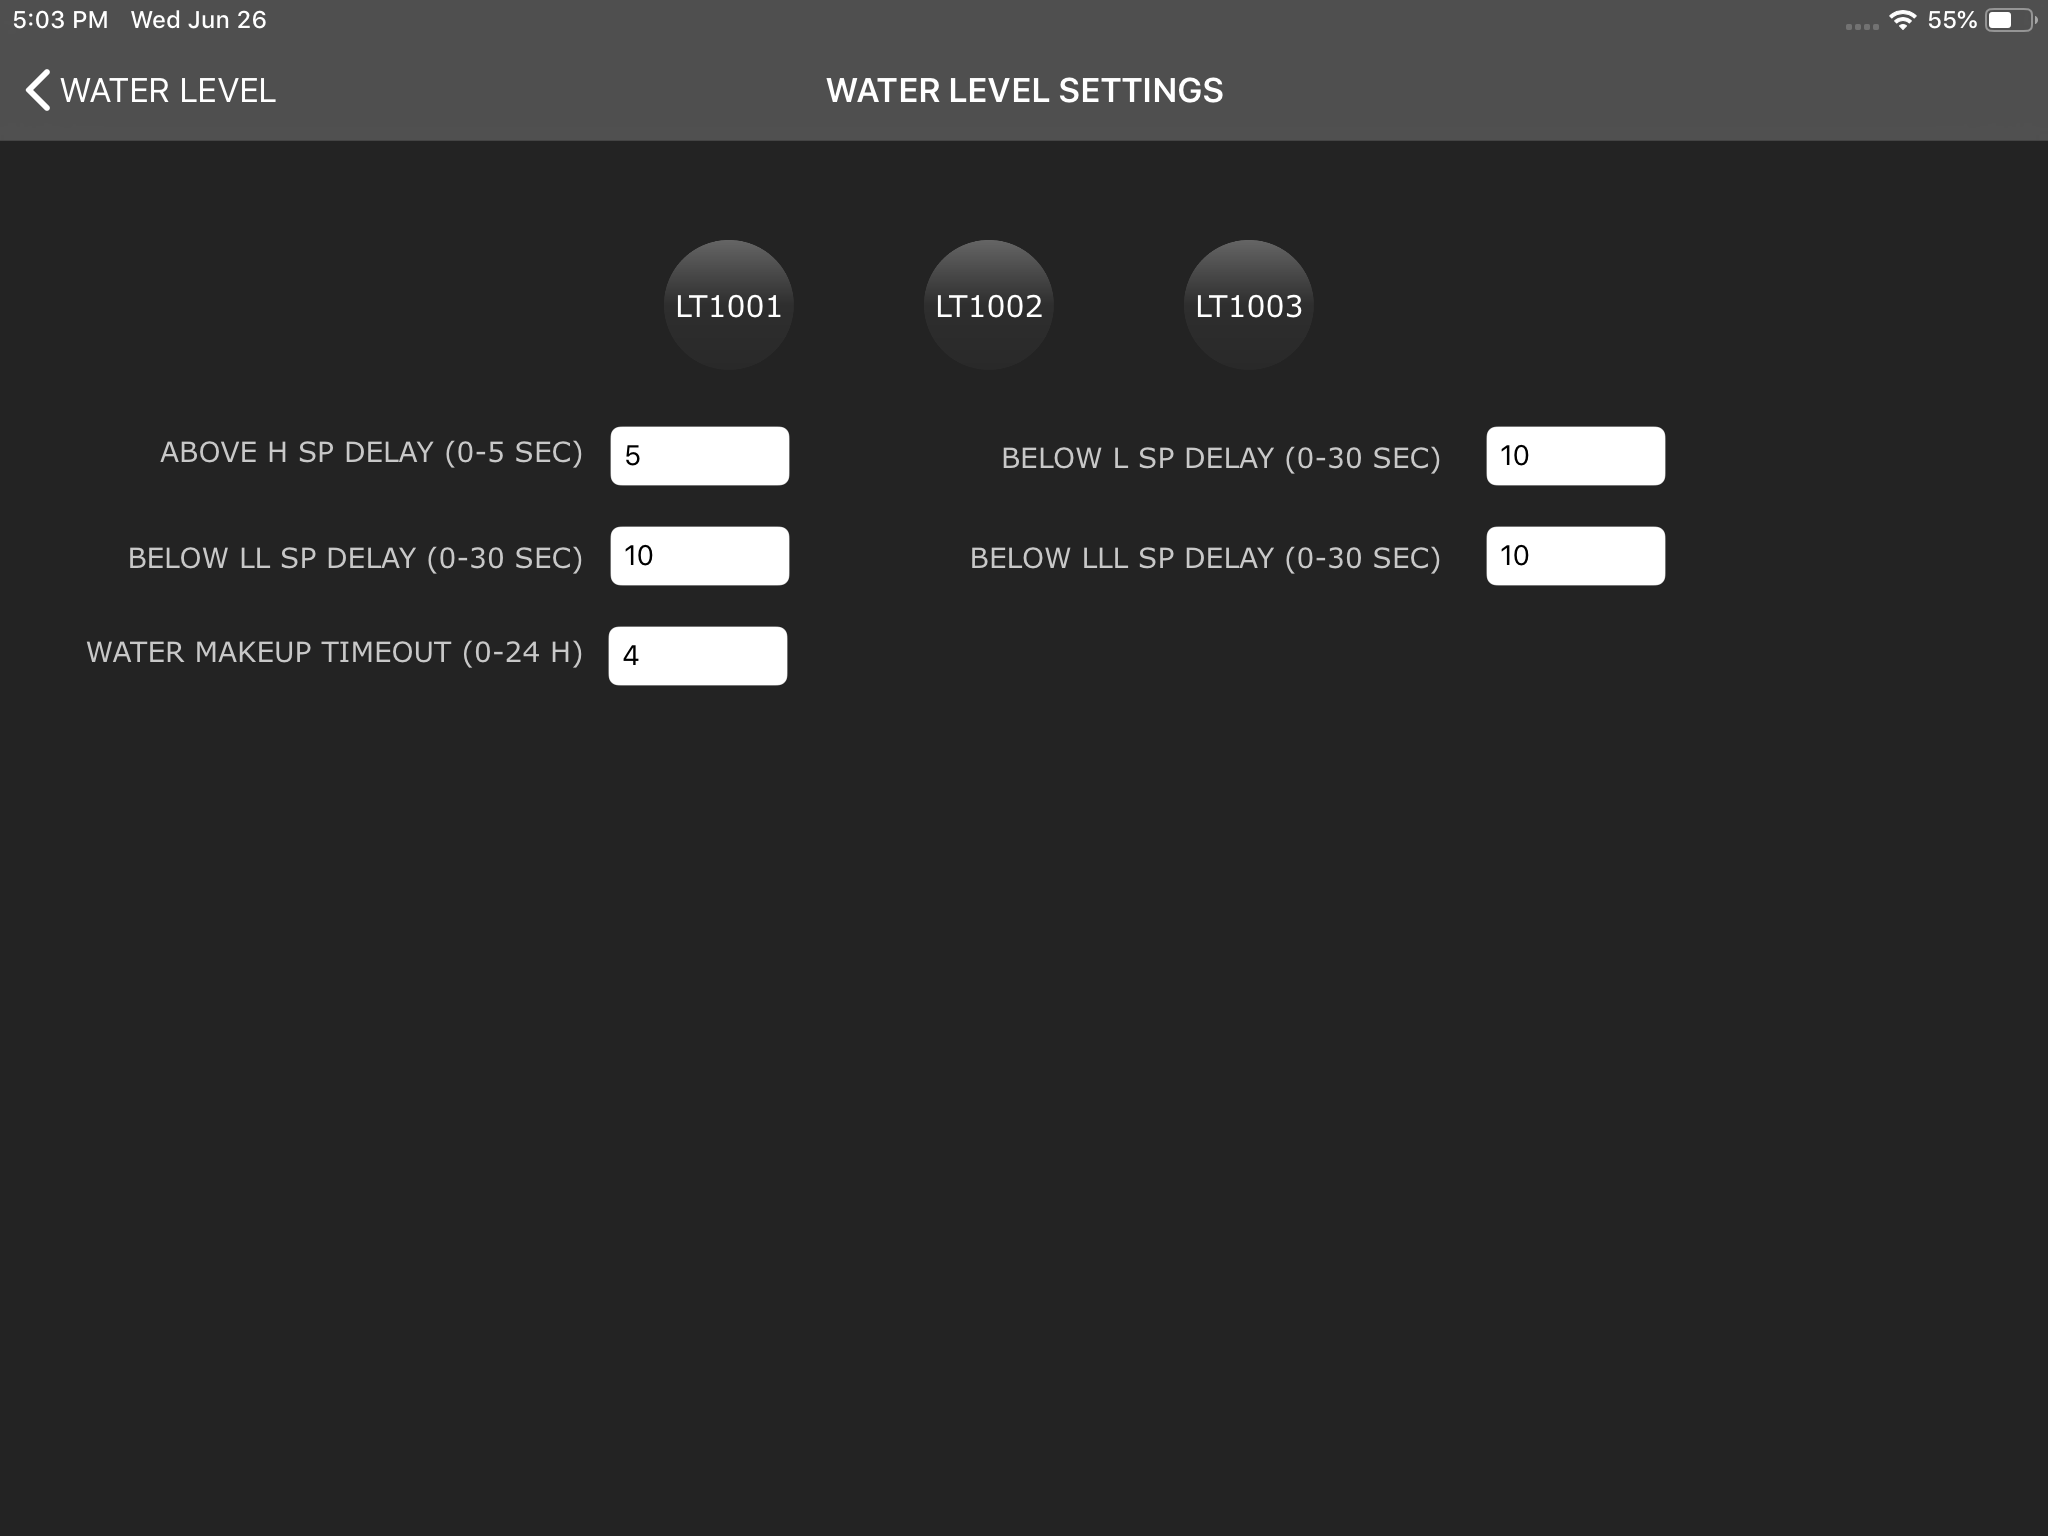 5:03 PM Wed Jun 26 55%
WATER LEVEL WATER LEVEL SETTINGS
LT1001 LT1002 LT1003
ABOVE H SP DELAY (0-5 SEC) 5 BELOW L SP DELAY (0-30 SEC) 10
BELOW LL SP DELAY (0-30 SEC) 10 BELOW LLL SP DELAY (0-30 SEC) 10
WATER MAKEUP TIMEOUT (0-24 H) 4